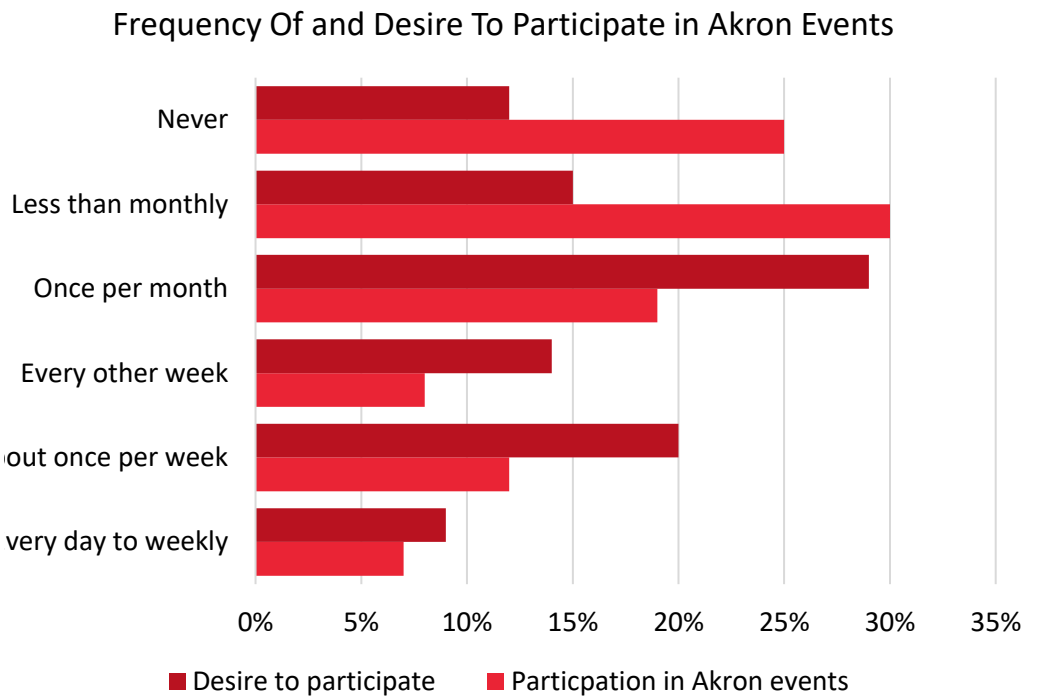 Frequency Of and Desire To Participate in Akron Events
Never
Less than monthly
Once per month
Every other week
out once per week
very day to weekly
0% 5% 10% 15% 20% 25% 30% 35%
Desire to participate Particpation in Akron events